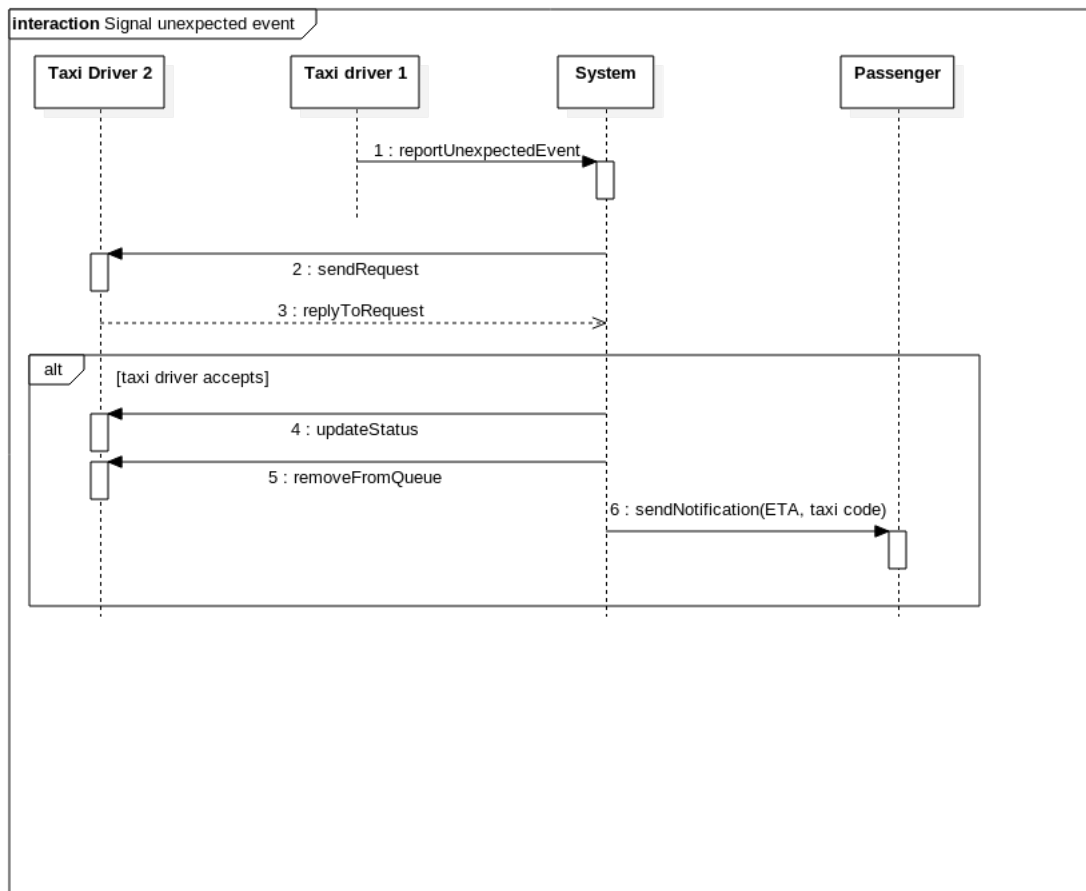 interaction Signal unexpected event
Taxi Driver 2
Taxi driver 1
System
Passenger
1 : reportUnexpectedEvent
2 : sendRequest
3 : replyToRequest
alt
[taxi driver accepts]
4 : updateStatus
5 : removeFromQueue
6 : sendNotification(ETA, taxi code)